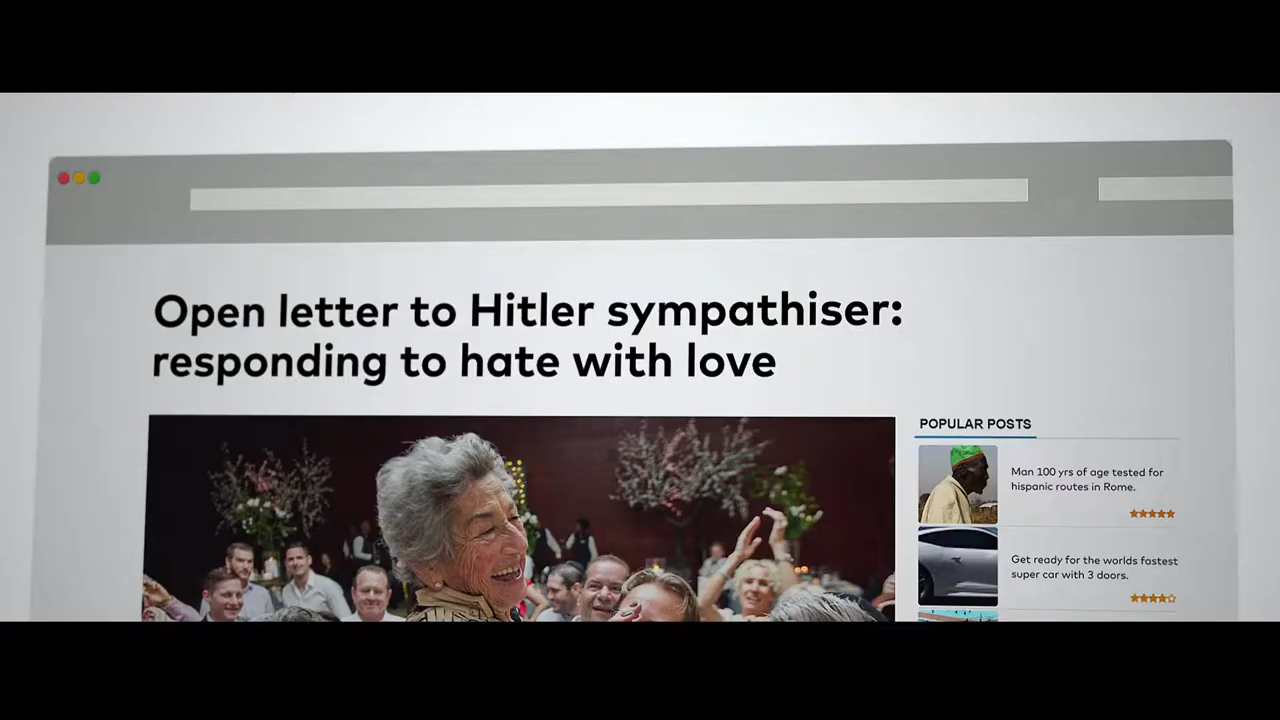 Open letter to Hitler sympathiser:
responding to hate with love
POPULAR POSTS
Man 100 yrs of age tested for
hispanic routes in Rome.
Get ready for the worlds fastest
super car with 3 doors.